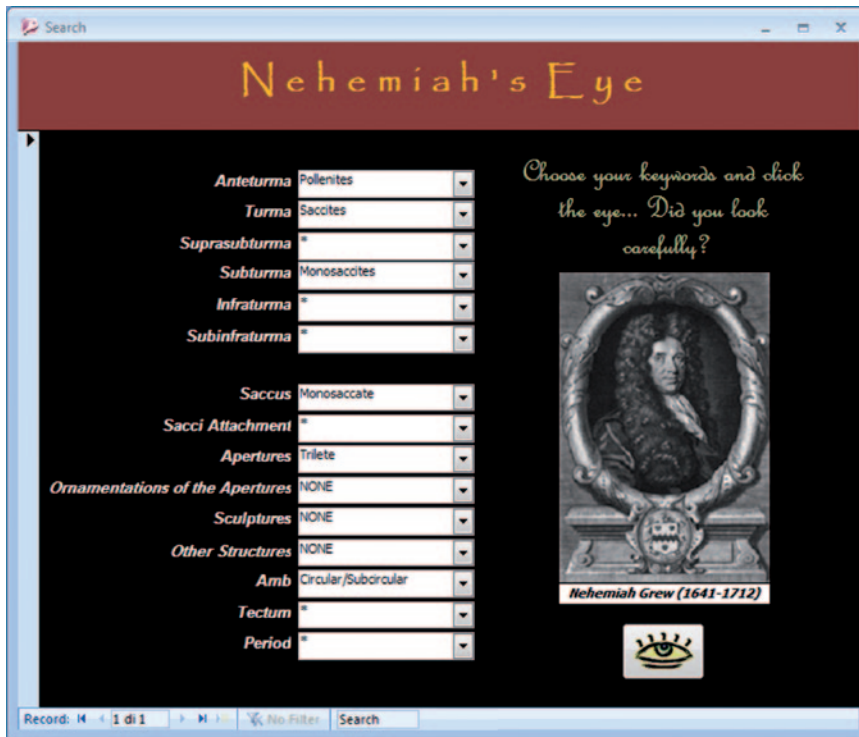 Search
Nehemiah's Eye
Anteturma Pollenites
Turma Saccites
Suprasubturma *
Subturma Monosaccites
Infraturma *
Subinfraturma *
Saccus Monosaccate
Sacci Attachment *
Apertures Trilete
Ornamentations of the Apertures NONE
Sculptures NONE
Other Structures NONE
Amb Circular/Subcircular
Tectum *
Period *
Choose your keywords and click
the eye... Did you look
carefully?
Nehemiah Grew (1641-1712)
Record: 1 di 1 No Filter Search